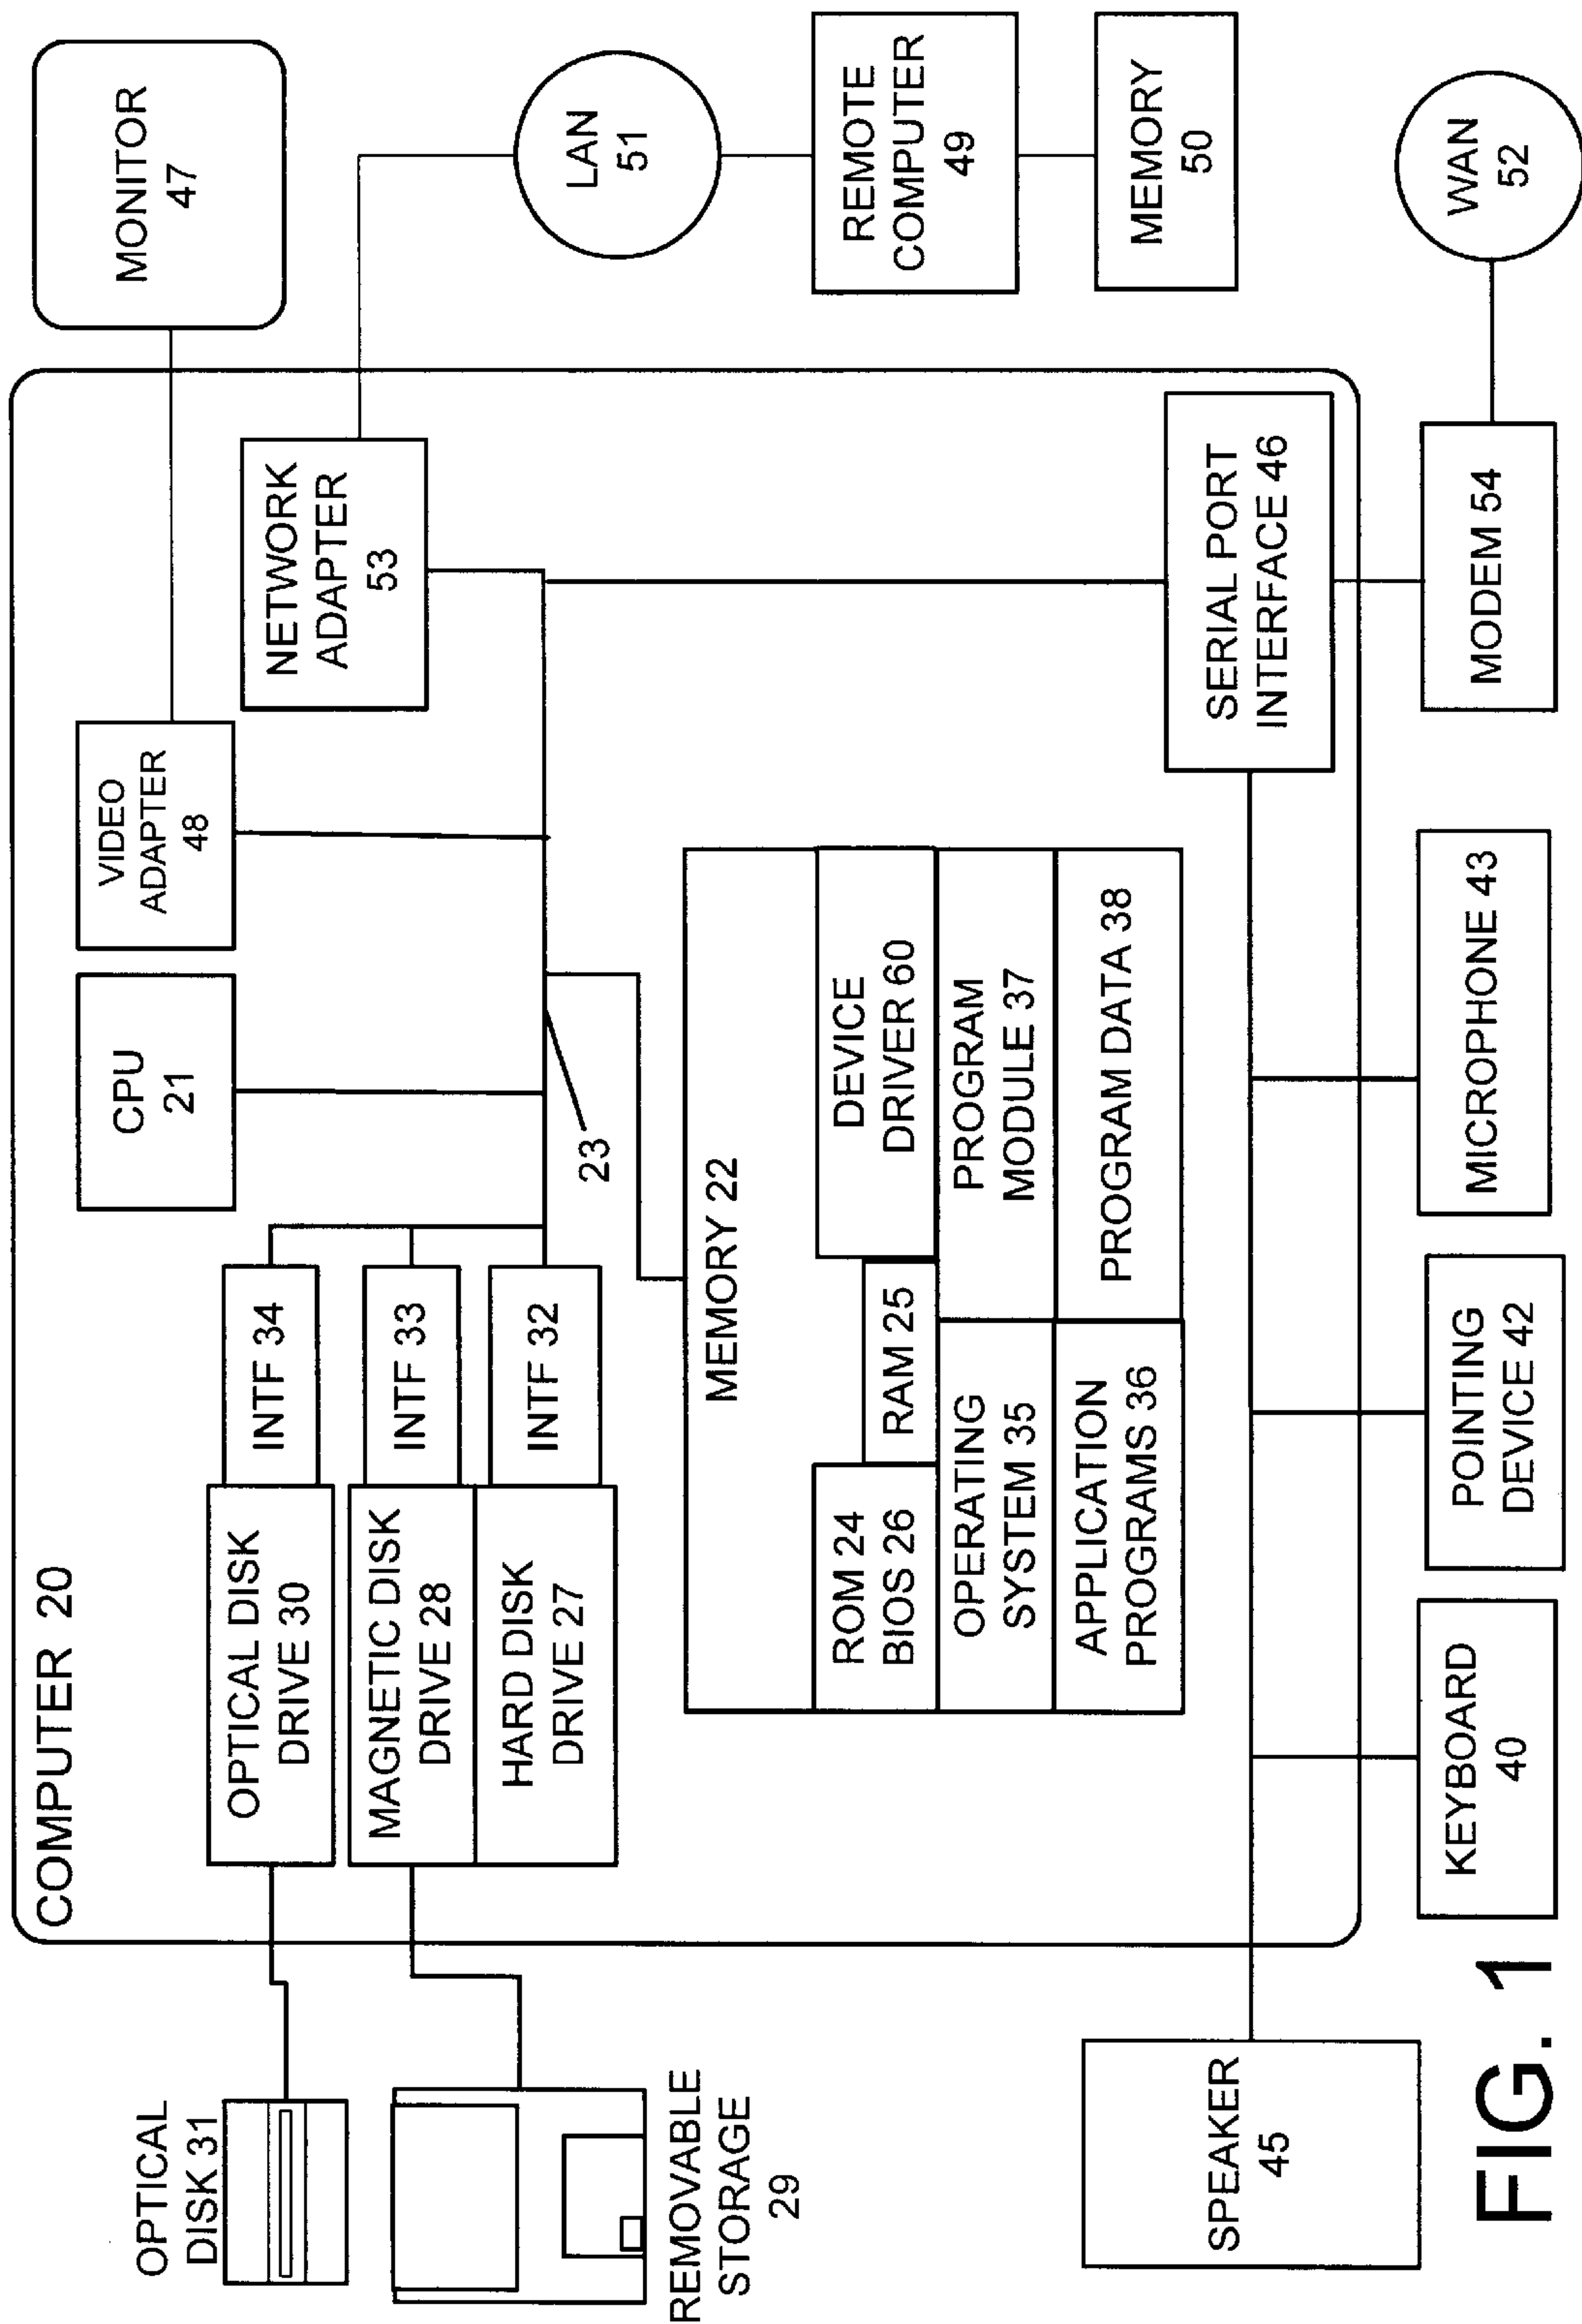 COMPUTER 20
MONITOR
47
VIDEO
ADAPTER
48
CPU
21
NETWORK
ADAPTER
53
OPTICAL
DISK 31
OPTICAL DISK
DRIVE 30
INTF 34
MAGNETIC DISK
DRIVE 28
INTF 33
HARD DISK
DRIVE 27
INTF 32
23
REMOVABLE
STORAGE
29
LAN
51
MEMORY 22
ROM 24
BIOS 26
RAM 25
DEVICE
DRIVER 60
OPERATING
SYSTEM 35
PROGRAM
MODULE 37
APPLICATION
PROGRAMS 36
PROGRAM DATA 38
REMOTE
COMPUTER
49
MEMORY
50
SERIAL PORT
INTERFACE 46
SPEAKER
45
KEYBOARD
40
POINTING
DEVICE 42
MICROPHONE 43
MODEM 54
WAN
52
FIG. 1